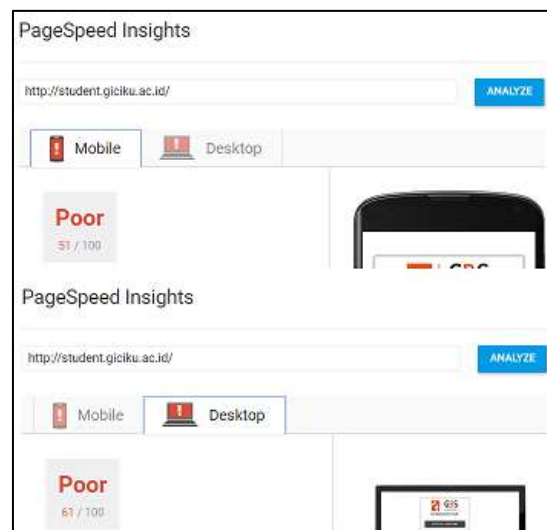 PageSpeed Insights
http://student.giciku.ac.id/
ANALYZE
Mobile
Desktop
Poor
51 / 100
PageSpeed Insights
http://student.giciku.ac.id/
ANALYZE
Mobile
Desktop
Poor
61 / 100